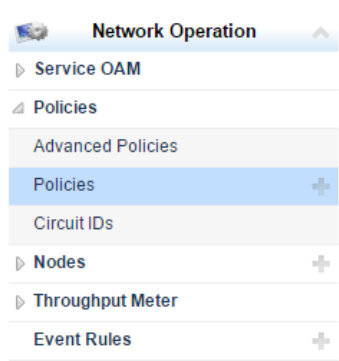 Network Operation
Service OAM
Policies
Advanced Policies
Policies
Circuit IDs
Nodes
Throughput Meter
Event Rules